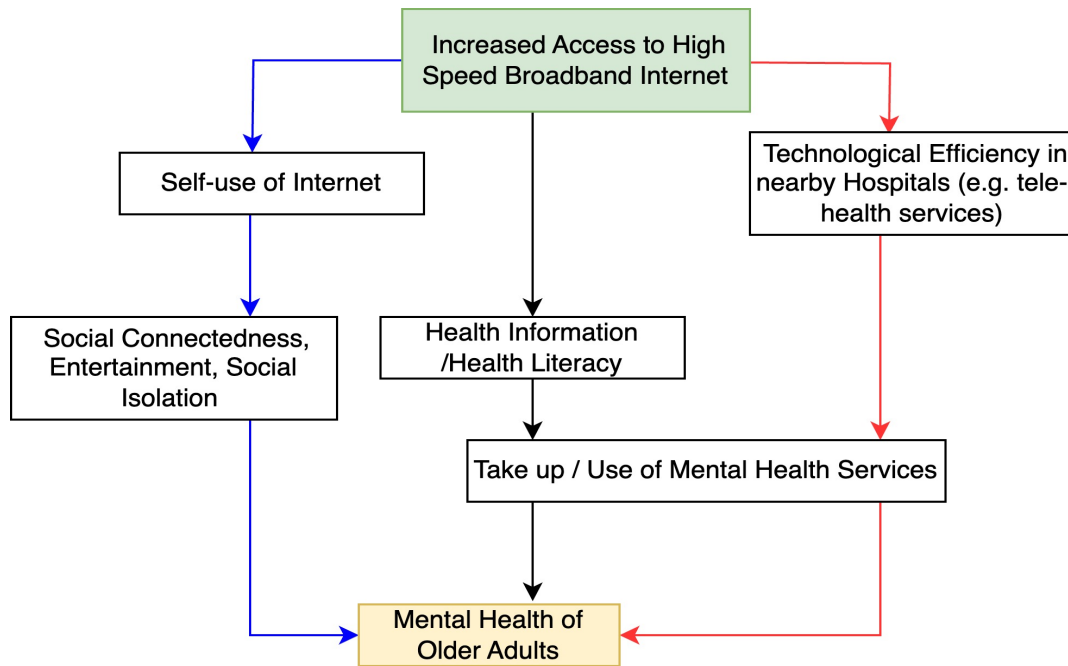 Increased Access to High
Speed Broadband Internet
Self-use of Internet
Technological Efficiency in
nearby Hospitals (e.g. tele-
health services)
Social Connectedness,
Entertainment, Social
Isolation
Health Information
/Health Literacy
Take up / Use of Mental Health Services
Mental Health of
Older Adults